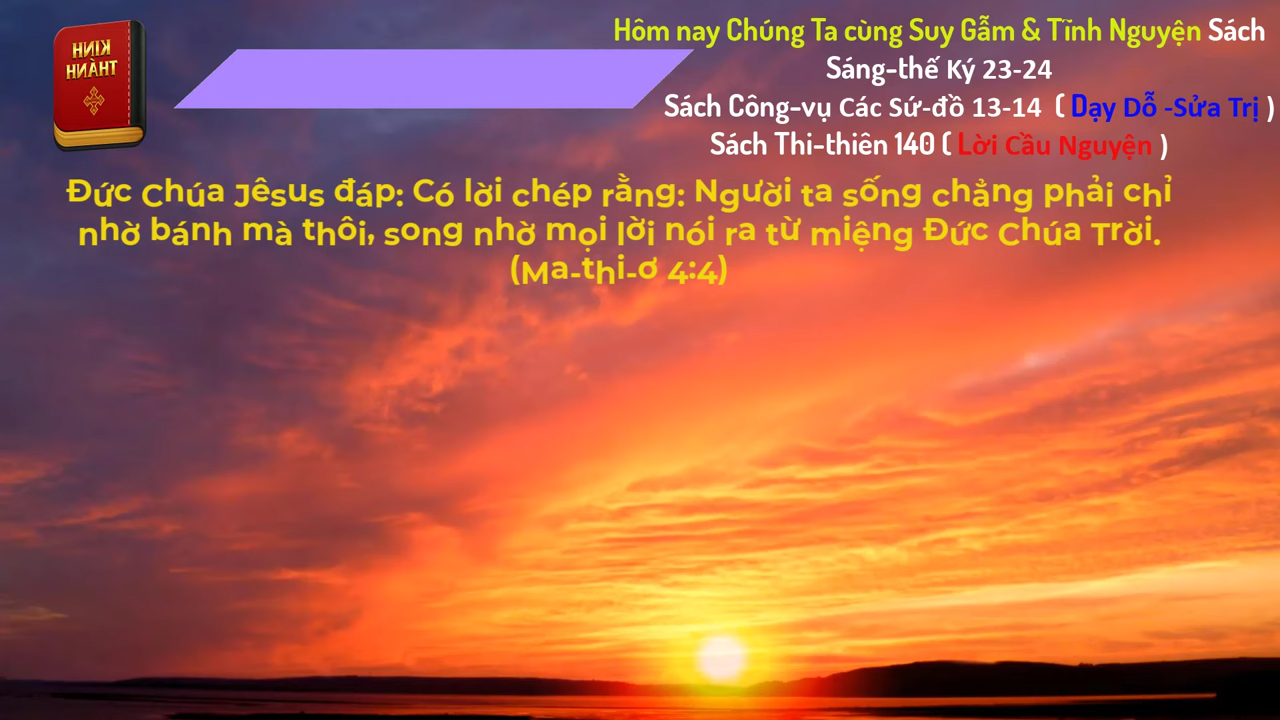 KINH
THÁNH
Hôm nay Chúng Ta cùng Suy Gẫm & Tĩnh Nguyện Sách
Sáng-thế Ký 23-24
Sách Công-vụ Các Sứ-đồ 13-14 ( Dạy Dỗ -Sửa Trị )
Sách Thi-thiên 140 ( Lời Cầu Nguyện )
Đức Chúa Jêsus đáp: Có lời chép rằng: Người ta sống chẳng phải chỉ
nhờ bánh mà thôi, song nhờ mọi lời nói ra từ miệng Đức Chúa Trời.
(Ma-thi-ơ 4:4)